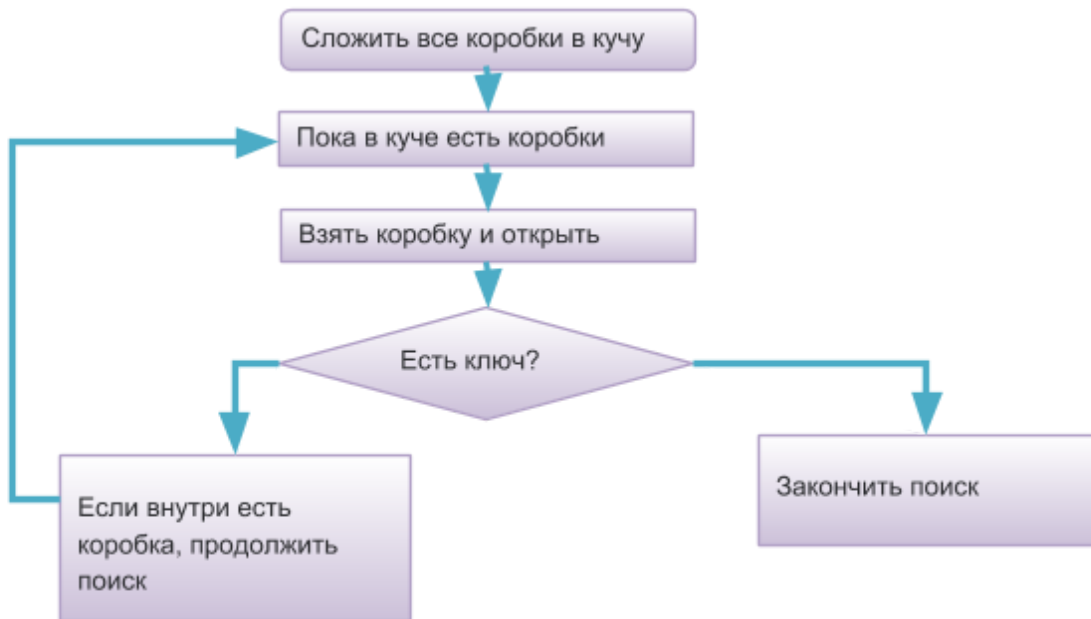 Сложить все коробки в кучу
Пока в куче есть коробки
Взять коробку и открыть
Есть ключ?
Если внутри есть
коробка, продолжить
поиск
Закончить поиск